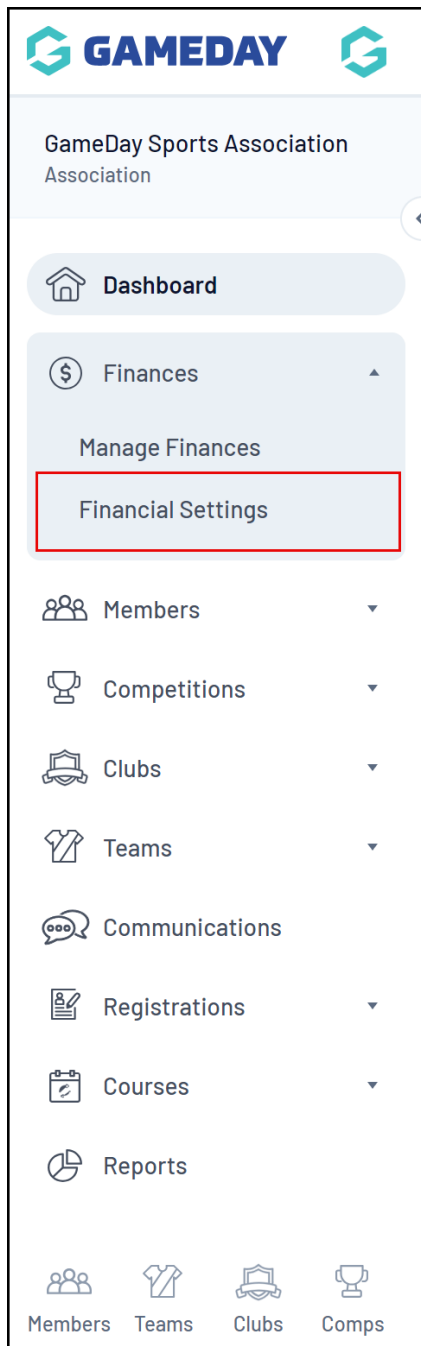 GAMEDAY
GameDay Sports Association
Association
Dashboard
Finances
Manage Finances
Financial Settings
Members
Competitions
Clubs
Teams
Communications
Registrations
Courses
Reports
Members Teams Clubs Comps